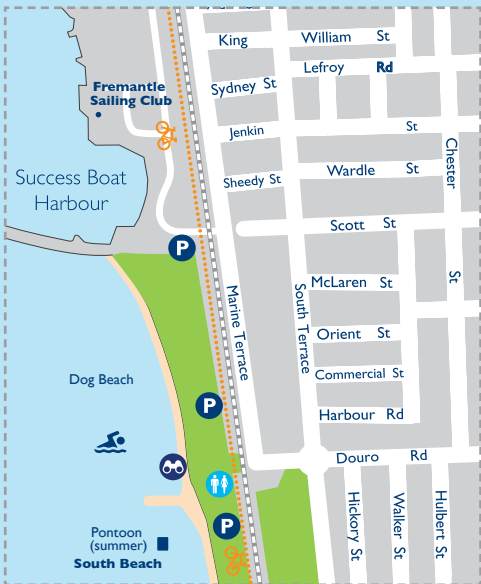 King
William St
Lefroy Rd
Fremantle
Sailing Club
Sydney St
Jenkin St
Chester St
Wardle St
Sheedy St
Success Boat
Harbour
Scott St
P
Marine Terrace
South Terrace
McLaren St
Orient St
Dog Beach
Commercial St
P
Harbour Rd
Douro Rd
Hickory St
Walker St
Hulbert St
P
Pontoon
(summer)
South Beach